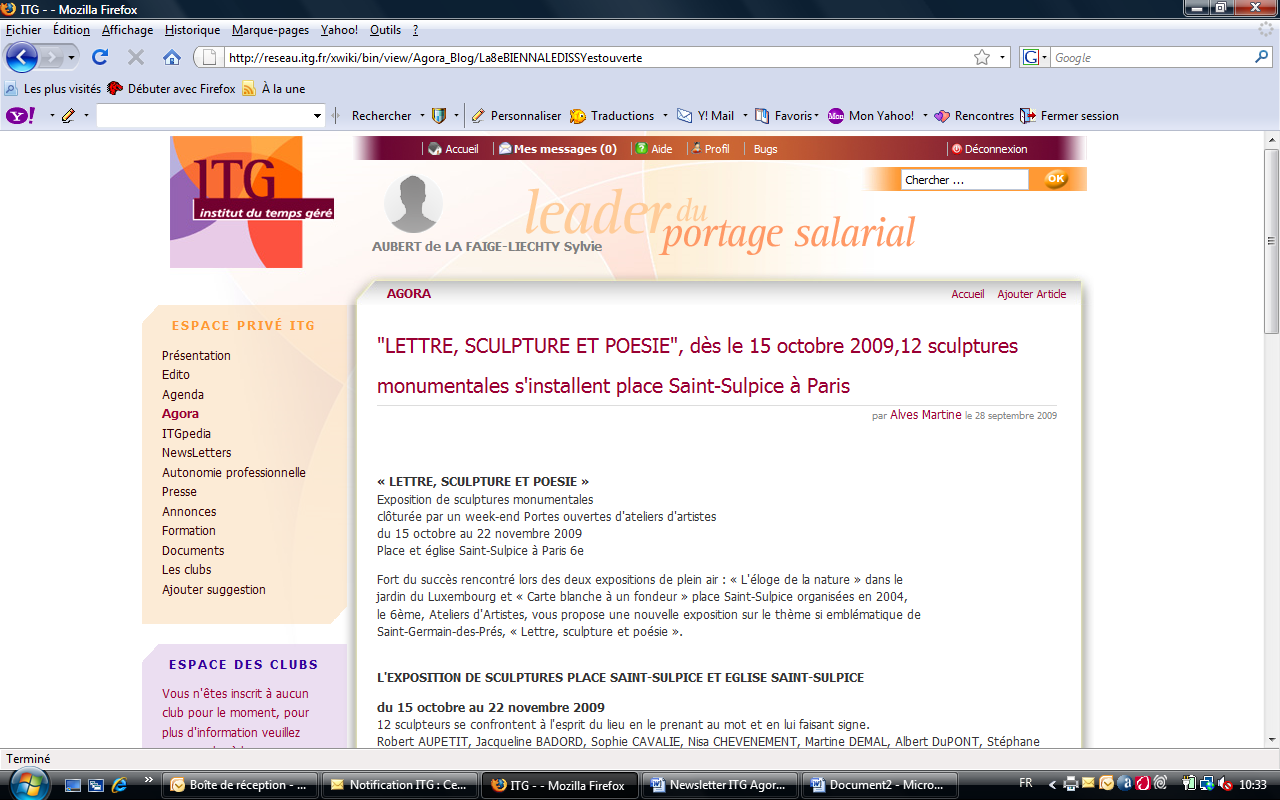 ITG - - Mozilla Firefox
Fichier Édition Affichage Historique Marque-pages Yahoo! Outils ?
http://reseau.itg.fr/xwiki/bin/view/Agora_Blog/La8eBIENNALEDISSYestouverte
G Google
Les plus visités Débuter avec Firefox À la une
Y! Rechercher Personnaliser Traductions Y! Mail Favoris Mon Yahoo! Rencontres Fermer session
ITG
institut du temps géré
Accueil Mes messages (0) Aide Profil Bugs Déconnexion
Chercher ... OK
leader du
portage salarial
AUBERT de LA FAIGE-LIECHTY Sylvie
AGORA Accueil Ajouter Article
ESPACE PRIVÉ ITG
Présentation
Edito
Agenda
Agora
ITGpedia
NewsLetters
Autonomie professionnelle
Presse
Annonces
Formation
Documents
Les clubs
Ajouter suggestion
ESPACE DES CLUBS
Vous n'êtes inscrit à aucun
club pour le moment, pour
plus d'information veuillez
"LETTRE, SCULPTURE ET POESIE", dès le 15 octobre 2009,12 sculptures
monumentales s'installent place Saint-Sulpice à Paris
par Alves Martine le 28 septembre 2009
« LETTRE, SCULPTURE ET POESIE »
Exposition de sculptures monumentales
clôturée par un week-end Portes ouvertes d'ateliers d'artistes
du 15 octobre au 22 novembre 2009
Place et église Saint-Sulpice à Paris 6e
Fort du succès rencontré lors des deux expositions de plein air : « L'éloge de la nature » dans le
jardin du Luxembourg et « Carte blanche à un fondeur » place Saint-Sulpice organisées en 2004,
le 6ème, Ateliers d'Artistes, vous propose une nouvelle exposition sur le thème si emblématique de
Saint-Germain-des-Prés, « Lettre, sculpture et poésie ».
L'EXPOSITION DE SCULPTURES PLACE SAINT-SULPICE ET EGLISE SAINT-SULPICE
du 15 octobre au 22 novembre 2009
12 sculpteurs se confrontent à l'esprit du lieu en le prenant au mot et en lui faisant signe.
Robert AUPETIT, Jacqueline BADORD, Sophie CAVALIE, Nisa CHEVENEMENT, Martine DEMAL, Albert DuPONT, Stéphane
Terminé
Boîte de réception - ... Notification ITG : Ce... ITG - - Mozilla Firefox Newsletter ITG Agor... Document2 - Micro... FR 10:33